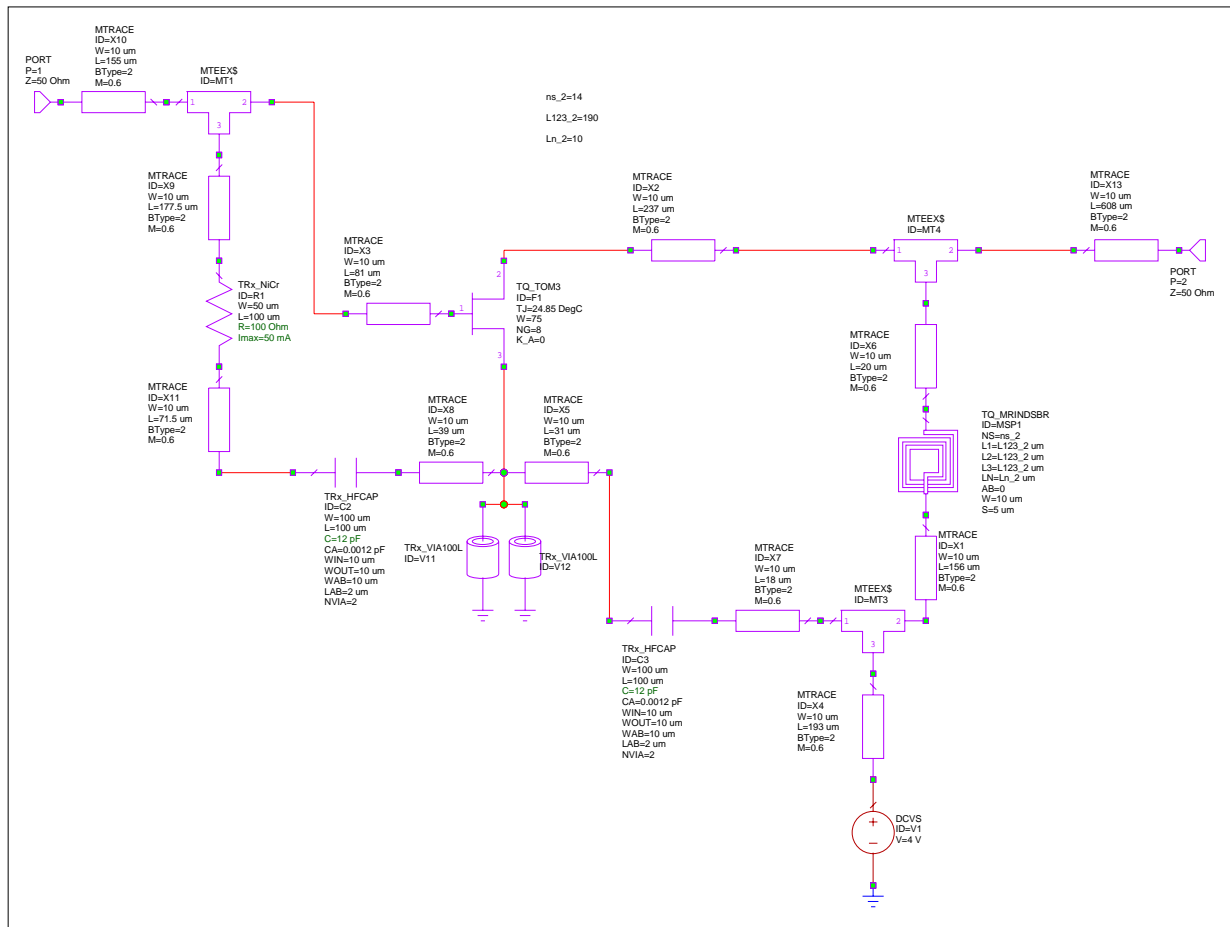 MTRACE
ID=X10
W=10 um
L=155 um
BType=2
M=0.6
PORT
P=1
Z=50 Ohm
MTEEX$
ID=MT1
1
2
3
ns_2=14
L123_2=190
Ln_2=10
MTRACE
ID=X9
W=10 um
L=177.5 um
BType=2
M=0.6
MTRACE
ID=X2
W=10 um
L=237 um
BType=2
M=0.6
MTRACE
ID=X13
W=10 um
L=608 um
BType=2
M=0.6
MTEEX$
ID=MT4
1
2
3
PORT
P=2
Z=50 Ohm
MTRACE
ID=X3
W=10 um
L=81 um
BType=2
M=0.6
TRx_NiCr
ID=R1
W=50 um
L=100 um
R=100 Ohm
Imax=50 mA
2
1
3
TQ_TOM3
ID=F1
TJ=24.85 DegC
W=75
NG=8
K_A=0
MTRACE
ID=X6
W=10 um
L=20 um
BType=2
M=0.6
MTRACE
ID=X11
W=10 um
L=71.5 um
BType=2
M=0.6
MTRACE
ID=X8
W=10 um
L=39 um
BType=2
M=0.6
MTRACE
ID=X5
W=10 um
L=31 um
BType=2
M=0.6
TQ_MRINDSBR
ID=MSP1
NS=ns_2
L1=L123_2 um
L2=L123_2 um
L3=L123_2 um
LN=Ln_2 um
AB=0
W=10 um
S=5 um
TRx_HFCAP
ID=C2
W=100 um
L=100 um
C=12 pF
CA=0.0012 pF
WIN=10 um
WOUT=10 um
WAB=10 um
LAB=2 um
NVIA=2
TRx_VIA100L
ID=V11
TRx_VIA100L
ID=V12
MTRACE
ID=X7
W=10 um
L=18 um
BType=2
M=0.6
MTRACE
ID=X1
W=10 um
L=156 um
BType=2
M=0.6
MTEEX$
ID=MT3
1
2
3
TRx_HFCAP
ID=C3
W=100 um
L=100 um
C=12 pF
CA=0.0012 pF
WIN=10 um
WOUT=10 um
WAB=10 um
LAB=2 um
NVIA=2
MTRACE
ID=X4
W=10 um
L=193 um
BType=2
M=0.6
DCVS
ID=V1
V=4 V